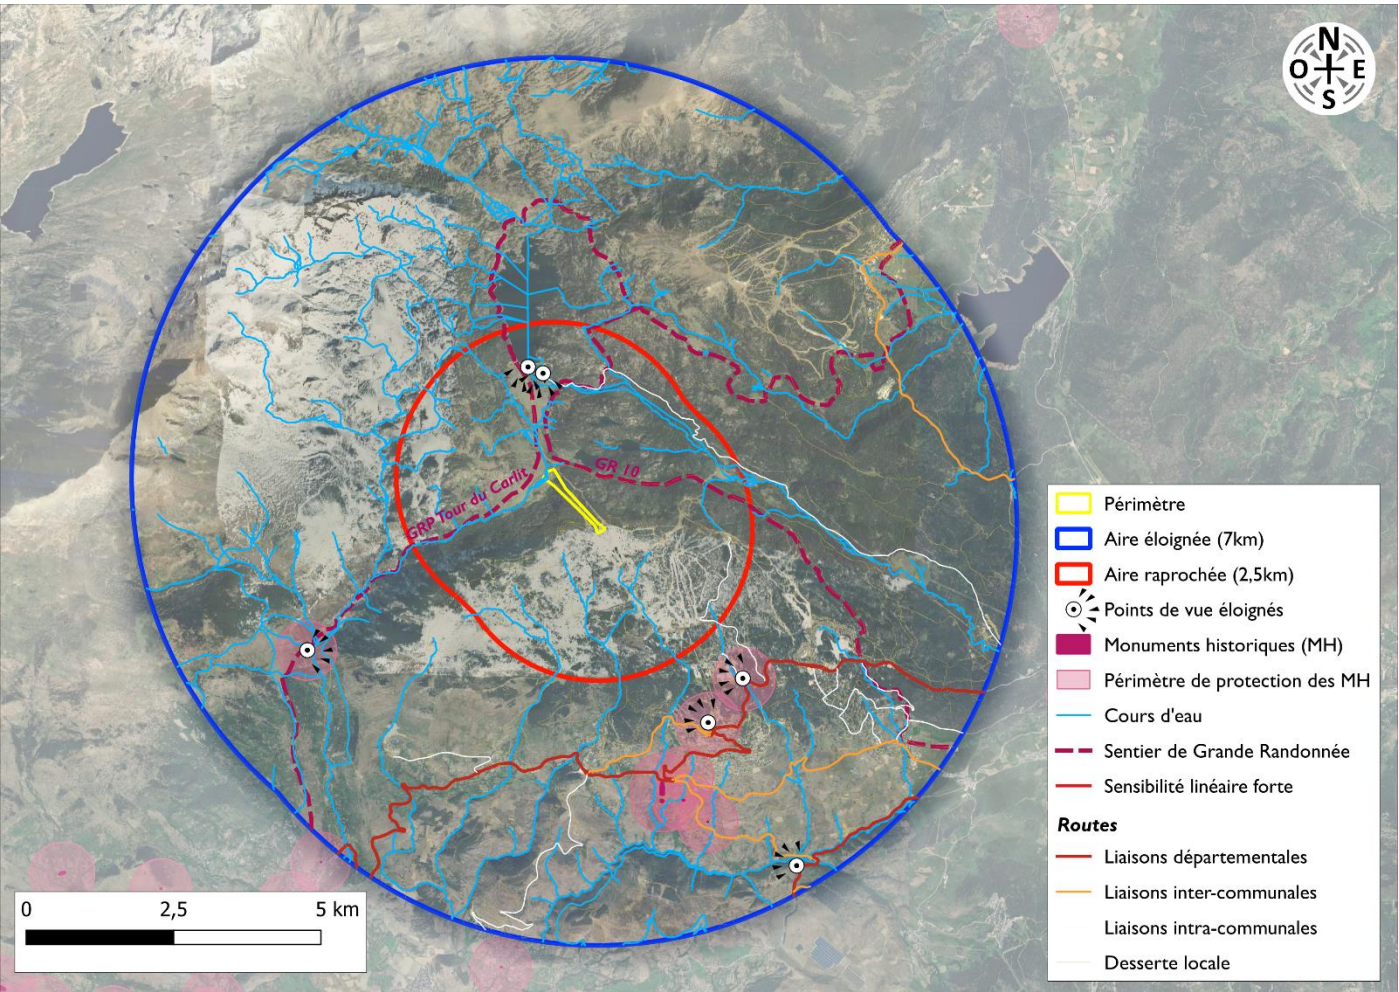 N
O E
S
GR 10
GRP Tour du Carlit
Périmètre
Aire éloignée (7km)
Aire raprochée (2,5km)
Points de vue éloignés
Monuments historiques (MH)
Périmètre de protection des MH
Cours d'eau
Sentier de Grande Randonnée
Sensibilité linéaire forte
Routes
Liaisons départementales
Liaisons inter-communales
Liaisons intra-communales
Desserte locale
0 2,5 5 km